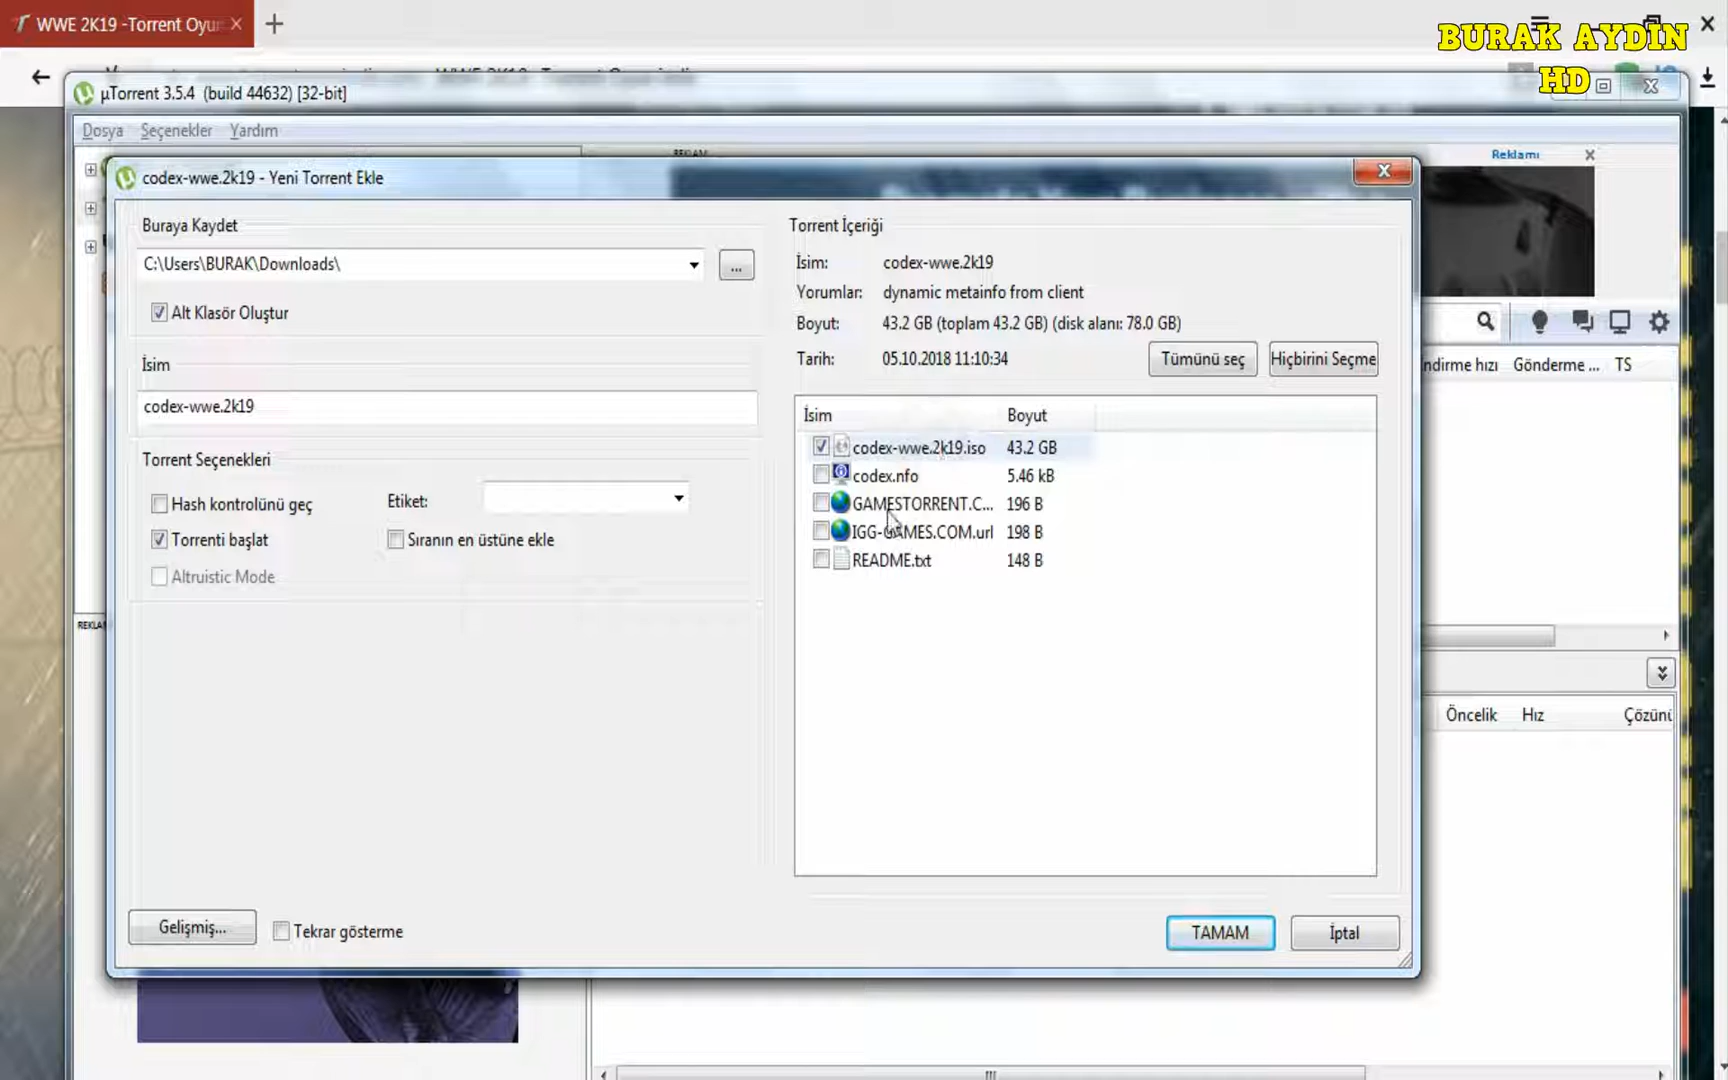 WWE 2K19 -Torrent Oyu
BURAK AYDIN
HD
µTorrent 3.5.4 (build 44632) [32-bit]
Dosya Seçenekler Yardım
REKLAM
Reklamı
codex-wwe.2k19 - Yeni Torrent Ekle
Buraya Kaydet
C:\Users\BURAK\Downloads\
...
Alt Klasör Oluştur
İsim
codex-wwe.2k19
Torrent Seçenekleri
Hash kontrolünü geç
Etiket:
Torrenti başlat
Sıranın en üstüne ekle
Altruistic Mode
Torrent İçeriği
İsim: codex-wwe.2k19
Yorumlar: dynamic metainfo from client
Boyut: 43.2 GB (toplam 43.2 GB) (disk alanı: 78.0 GB)
Tarih: 05.10.2018 11:10:34
Tümünü seç
Hiçbirini Seçme
İsim Boyut
codex-wwe.2k19.iso 43.2 GB
codex.nfo 5.46 kB
GAMESTORRENT.C... 196 B
IGG-GAMES.COM.url 198 B
README.txt 148 B
ndirme hızı Gönderme ... TS
REKLA
Öncelik Hız Çözünü
Gelişmiş...
Tekrar gösterme
TAMAM
İptal